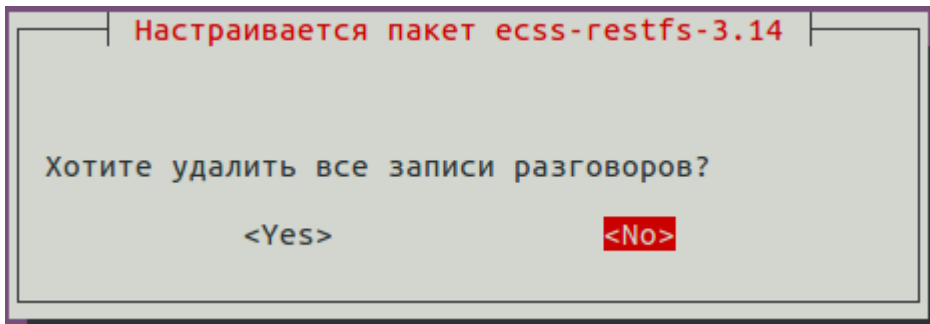 Настраивается пакет ecss-restfs-3.14
Хотите удалить все записи разговоров?
<Yes> <No>